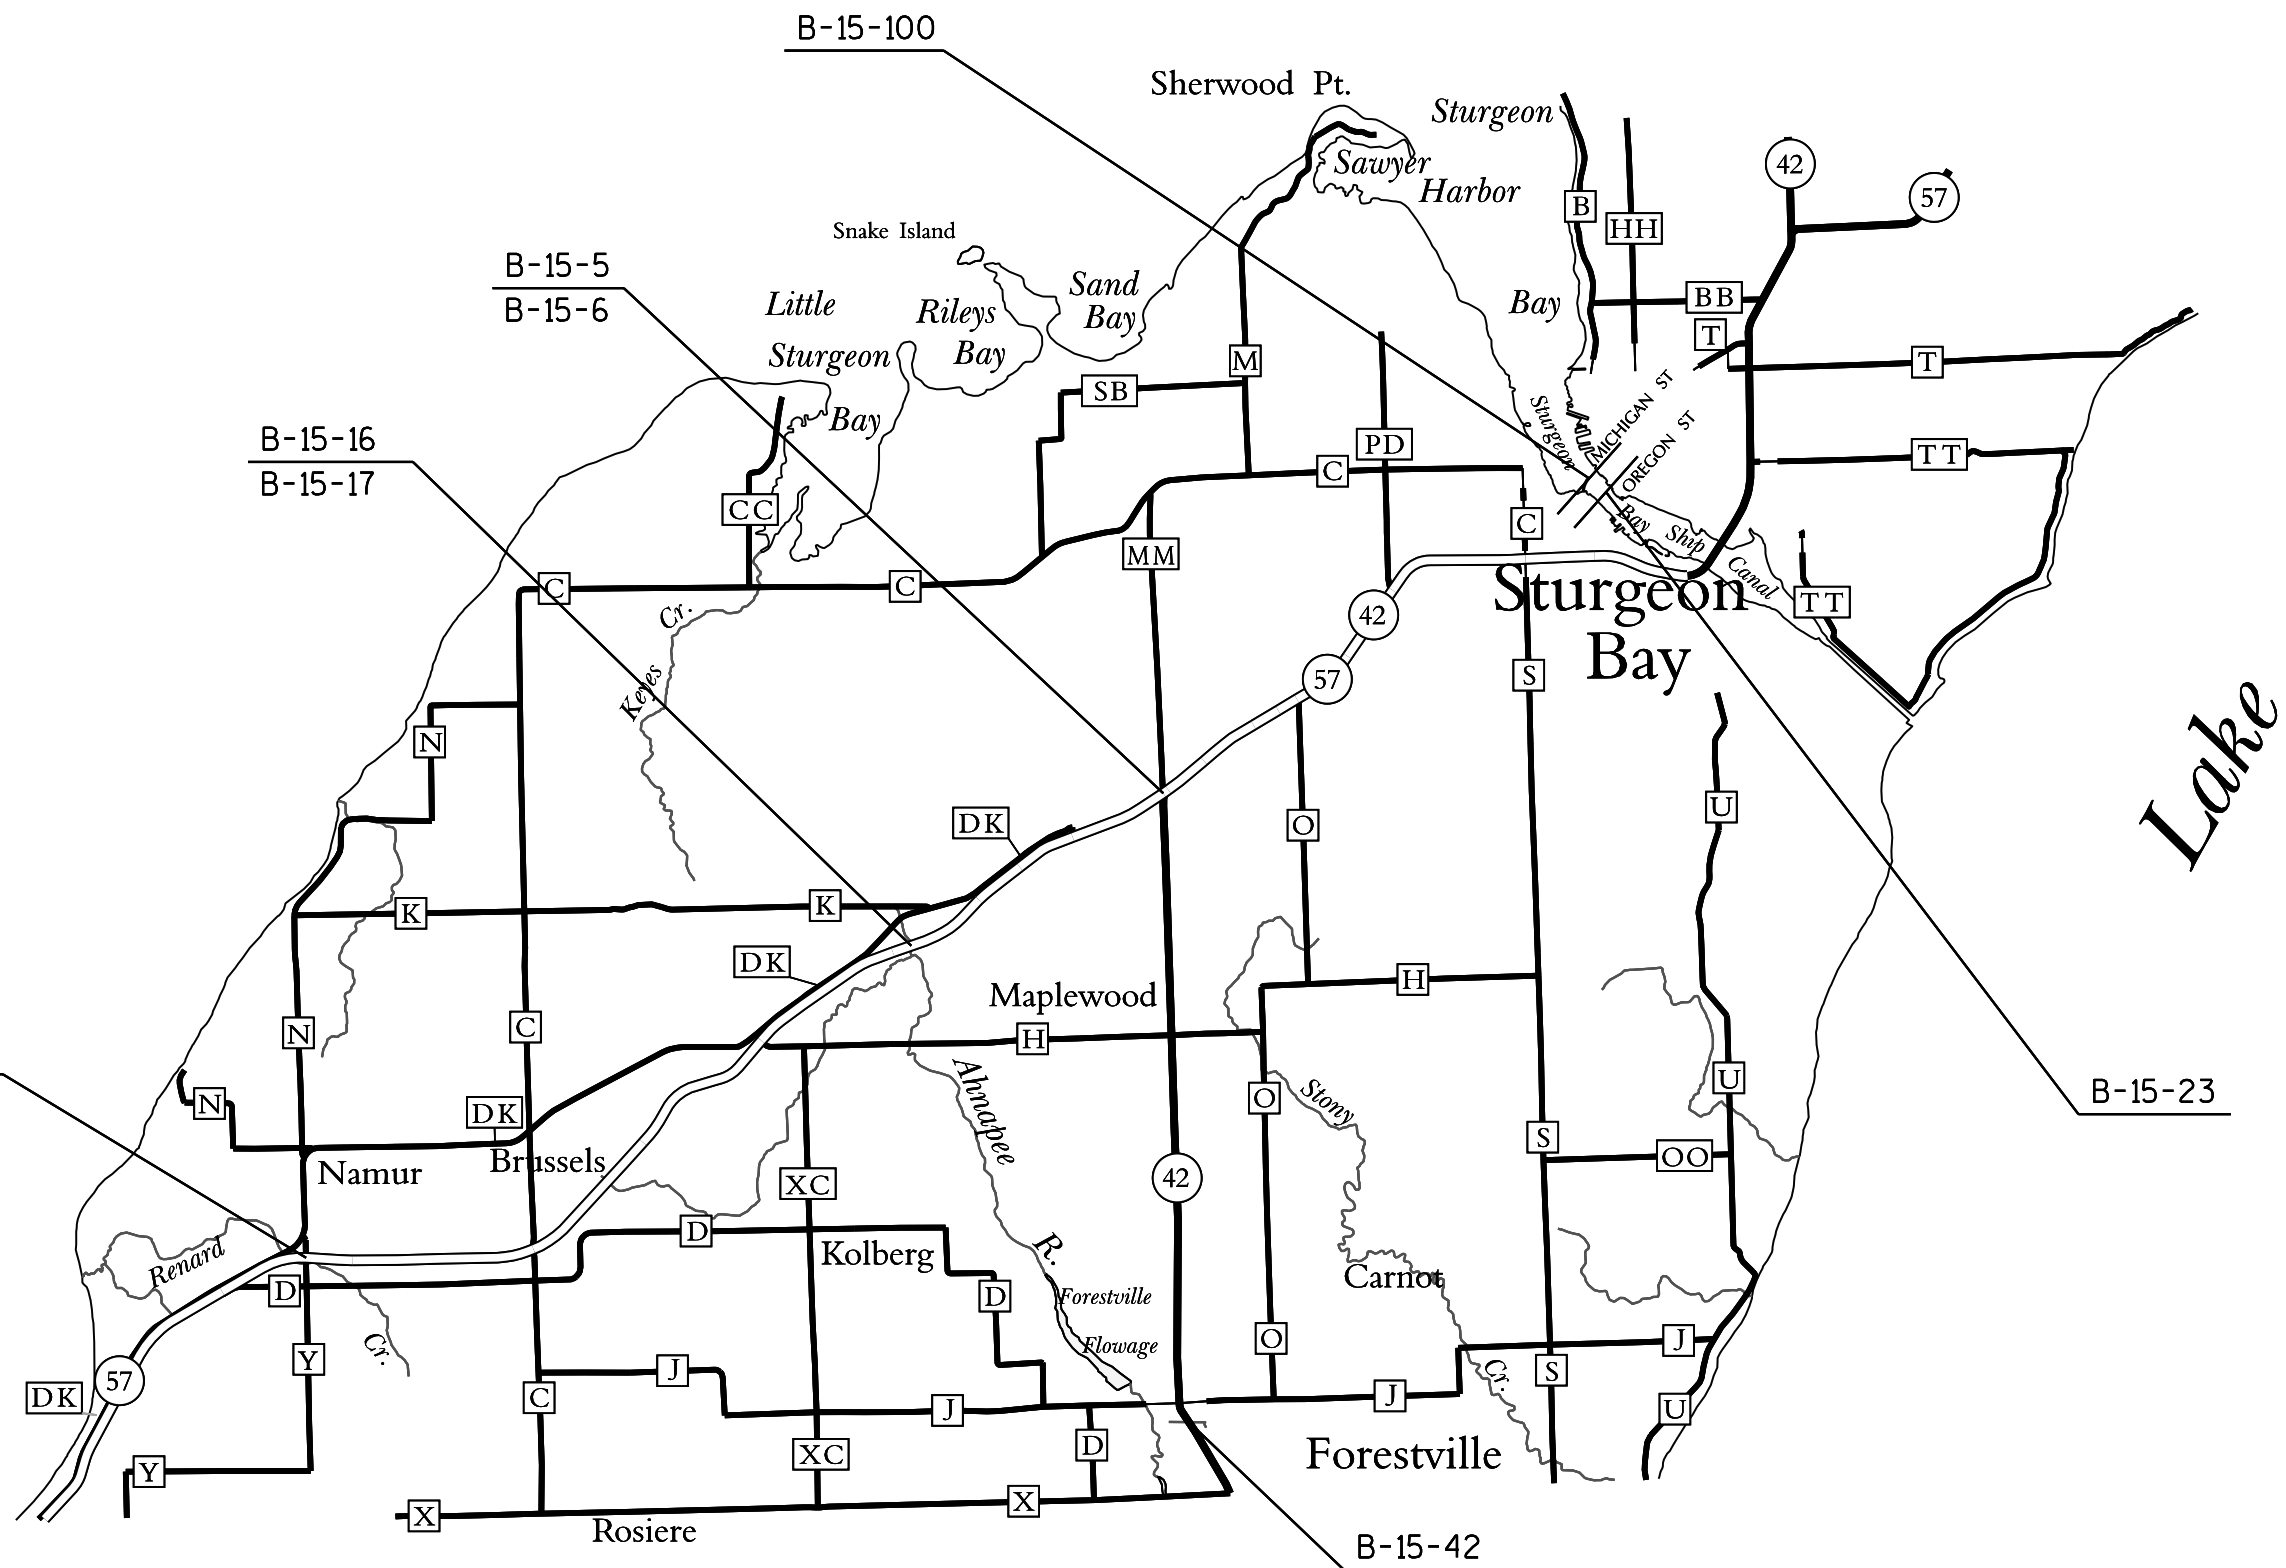 B-15-100
Sherwood Pt.
Sturgeon
42
Sawyer
57
Harbor
B
HH
Snake Island
B-15-5
Sand
Little
Rileys
BB
B-15-6
Bay
Bay
T
Sturgeon
Bay
M
T
MICHIGAN ST
SB
Bay
Sturgeon
OREGON ST
B-15-16
PD
TT
B-15-17
C
CC
C
Bay
Ship
MM
Canal
C
C
Sturgeon
TT
Cr.
42
Bay
Keyes
57
S
N
Lake
U
DK
O
K
K
DK
H
Maplewood
N
C
H
U
N
O
Stony
B-15-23
DK
Ahnapee
S
Brussels
OO
Namur
XC
42
D
R.
Kolberg
Renard
Carnot
D
D
Forestville
O
J
Flowage
Cr.
Y
J
S
57
Cr.
DK
C
J
J
U
D
XC
Forestville
Y
X
X
Rosiere
B-15-42